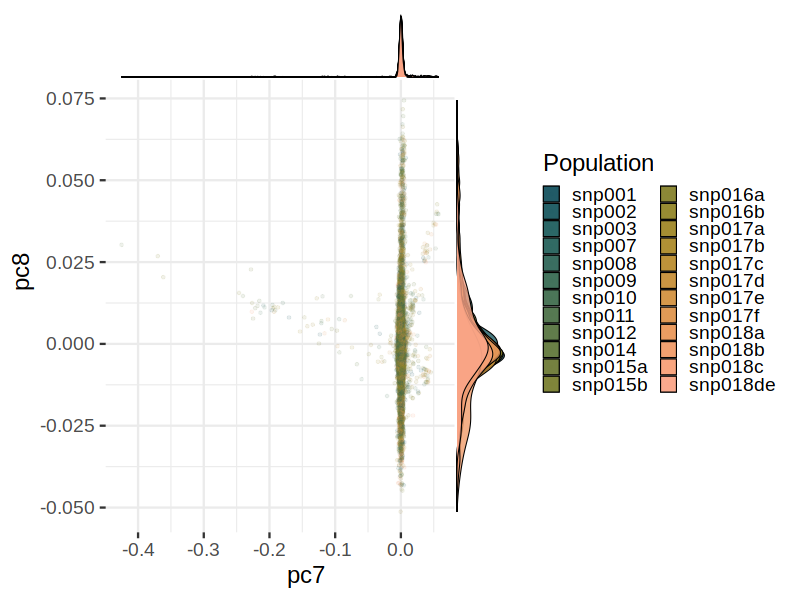 0.075
0.050
0.025
0.000
-0.025
-0.050
pc8
-0.4 -0.3 -0.2 -0.1 0.0
pc7
Population
snp001 snp016a
snp002 snp016b
snp003 snp017a
snp007 snp017b
snp008 snp017c
snp009 snp017d
snp010 snp017e
snp011 snp017f
snp012 snp018a
snp014 snp018b
snp015a snp018c
snp015b snp018de